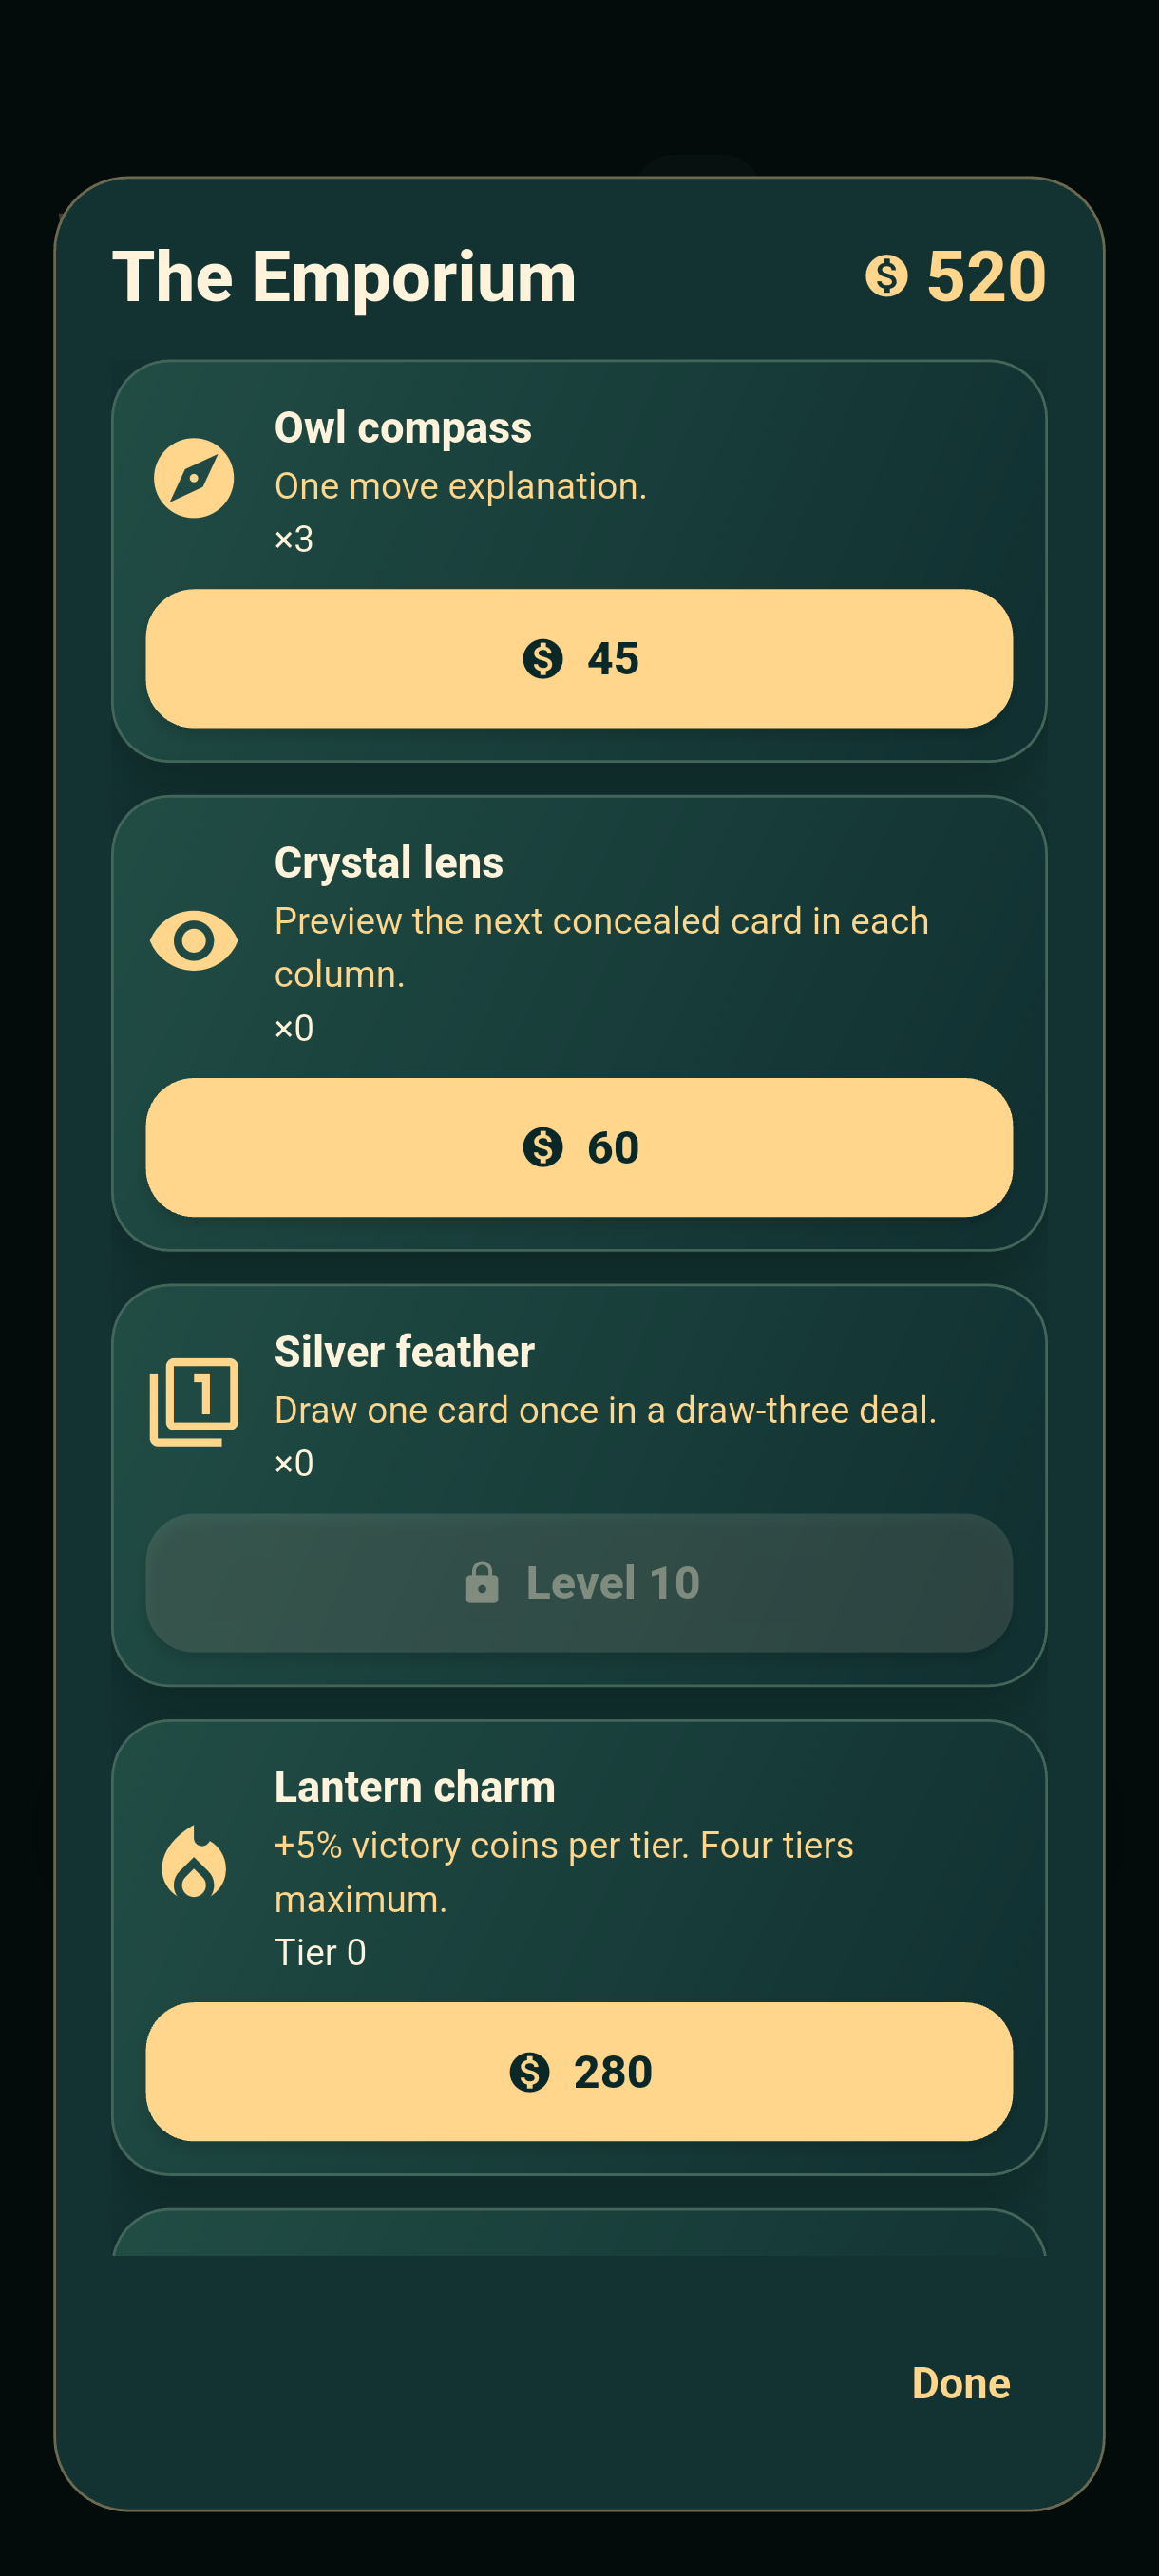 The Emporium
520
Owl compass
One move explanation.
×3
45
Crystal lens
Preview the next concealed card in each
column.
×0
60
Silver feather
Draw one card once in a draw-three deal.
×0
Level 10
Lantern charm
+5% victory coins per tier. Four tiers
maximum.
Tier 0
280
Done